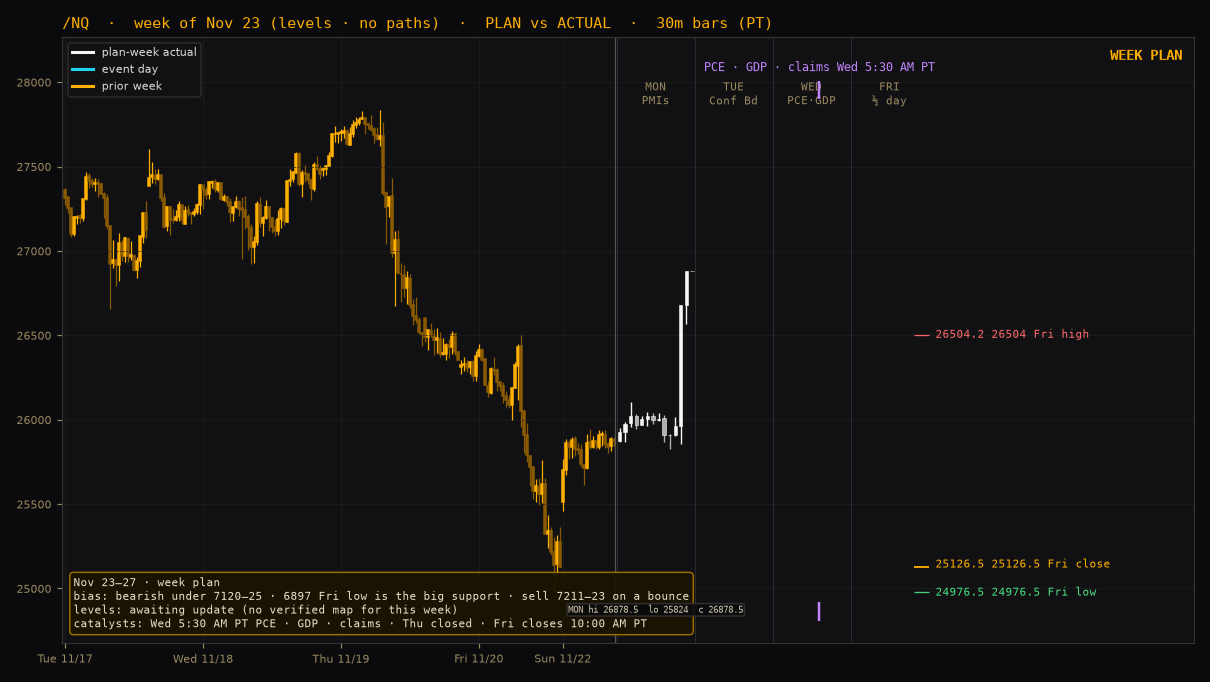 /NQ · week of Nov 23 (levels · no paths) · PLAN vs ACTUAL · 30m bars (PT)
plan-week actual
event day
prior week
WEEK PLAN
PCE · GDP · claims Wed 5:30 AM PT
MON
PMIs
TUE
Conf Bd
WED
PCE·GDP
FRI
½ day
28000
27500
27000
26500
26000
25500
25000
26504.2 26504 Fri high
25126.5 25126.5 Fri close
24976.5 24976.5 Fri low
Nov 23–27 · week plan
bias: bearish under 7120–25 · 6897 Fri low is the big support · sell 7211–23 on a bounce
levels: awaiting update (no verified map for this week)
catalysts: Wed 5:30 AM PT PCE · GDP · claims · Thu closed · Fri closes 10:00 AM PT
MON hi 26878.5 lo 25824 c 26878.5
Tue 11/17
Wed 11/18
Thu 11/19
Fri 11/20
Sun 11/22